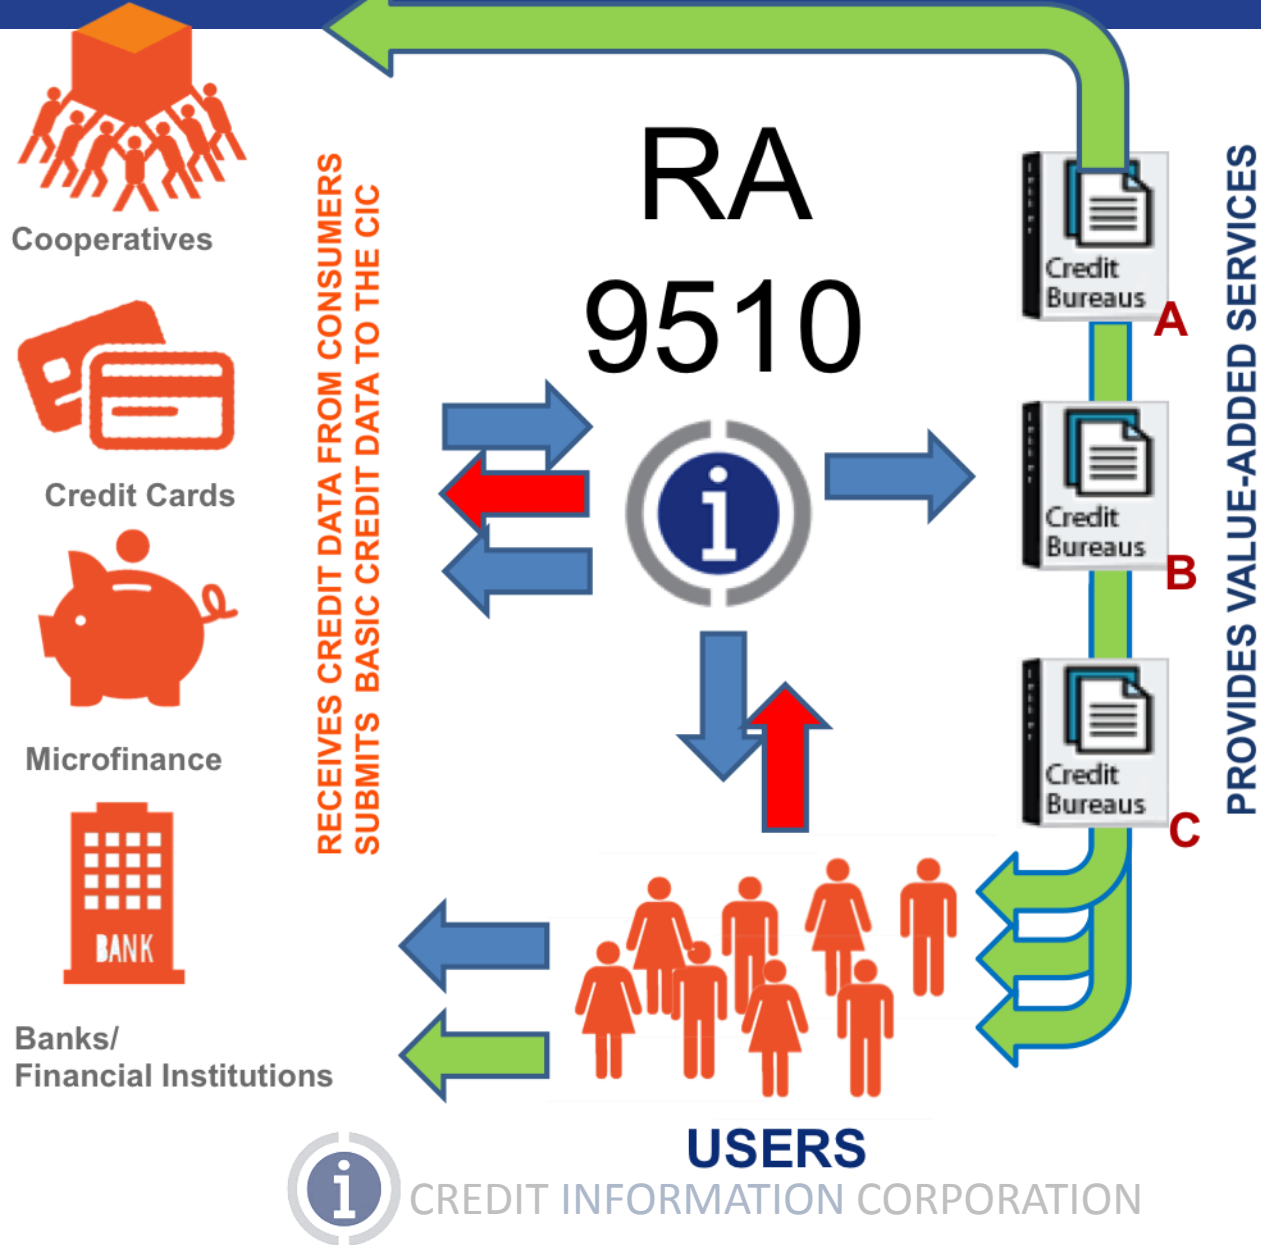 RA
9510
Cooperatives
Credit Cards
Microfinance
BANK
Banks/
Financial Institutions
RECEIVES CREDIT DATA FROM CONSUMERS
SUBMITS BASIC CREDIT DATA TO THE CIC
i
Credit
Bureaus
A
Credit
Bureaus
B
Credit
Bureaus
C
PROVIDES VALUE-ADDED SERVICES
USERS
i
CREDIT INFORMATION CORPORATION